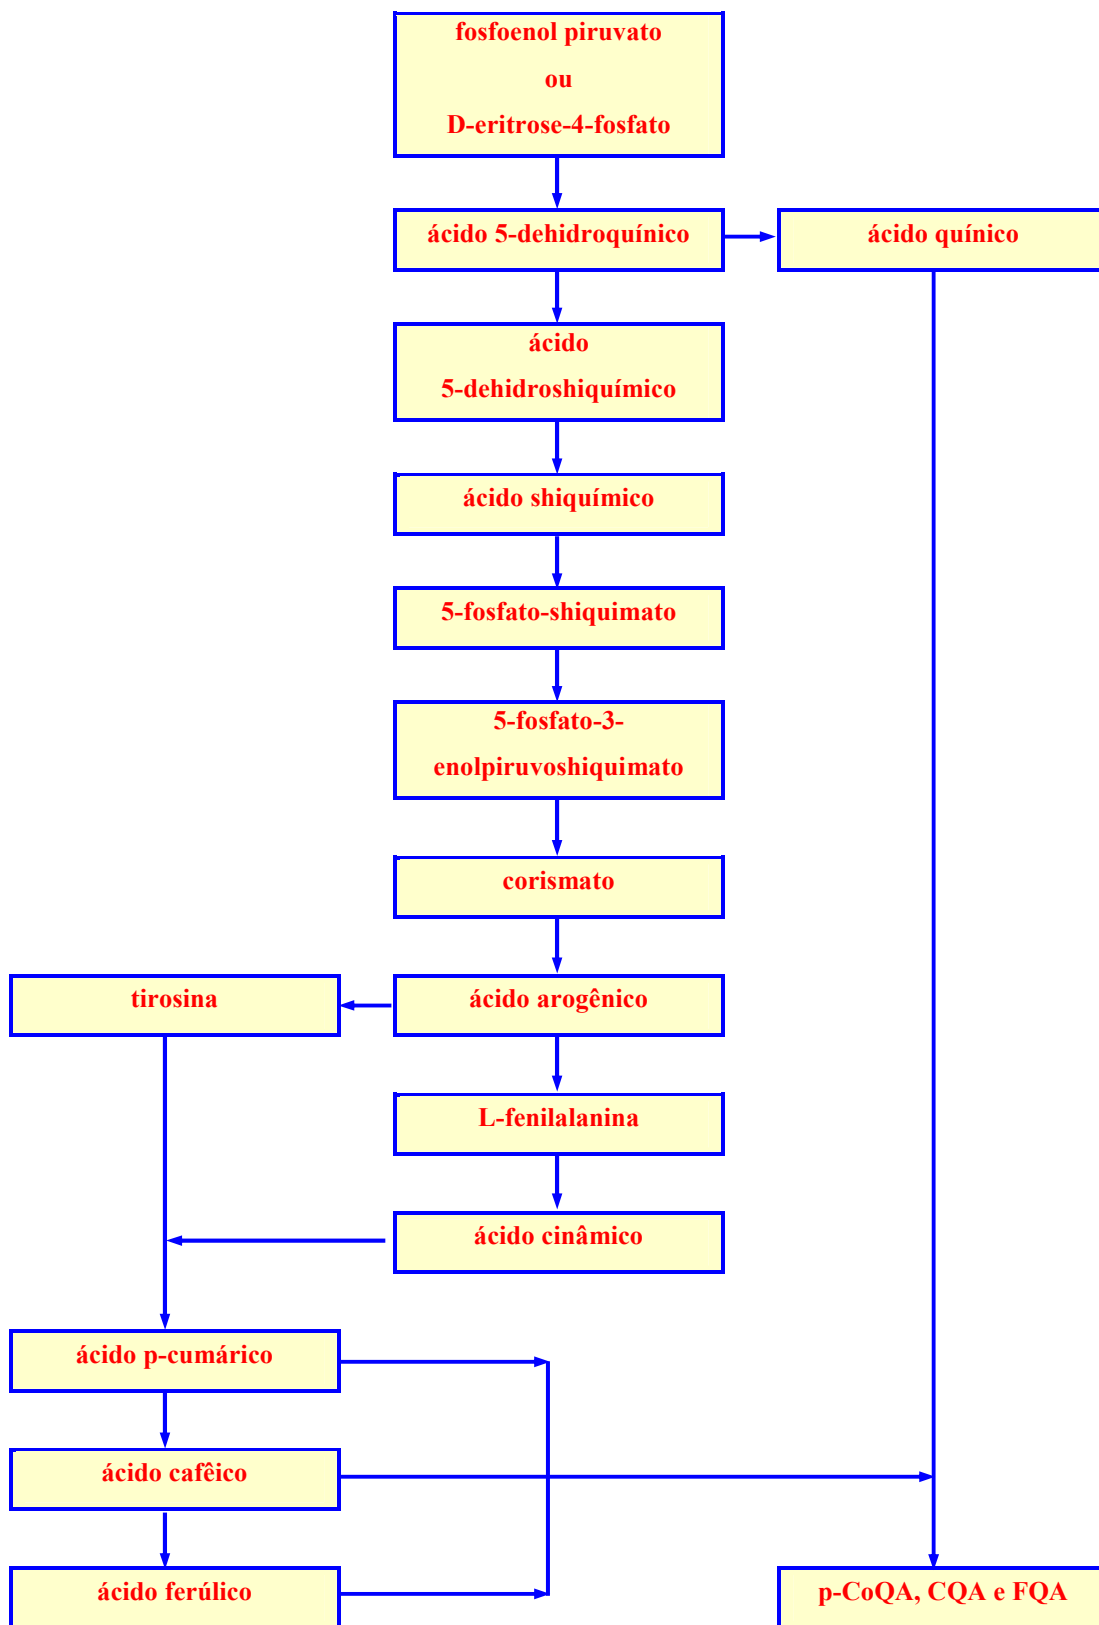 fosfoenol piruvato
ou
D-eritrose-4-fosfato
ácido 5-dehidroquínico
ácido quínico
ácido
5-dehidroshiquímico
ácido shiquímico
5-fosfato-shiquimato
5-fosfato-3-
enolpiruvoshiquimato
corismato
tirosina
ácido arogênico
L-fenilalanina
ácido cinâmico
ácido p-cumárico
ácido cafêico
ácido ferúlico
p-CoQA, CQA e FQA